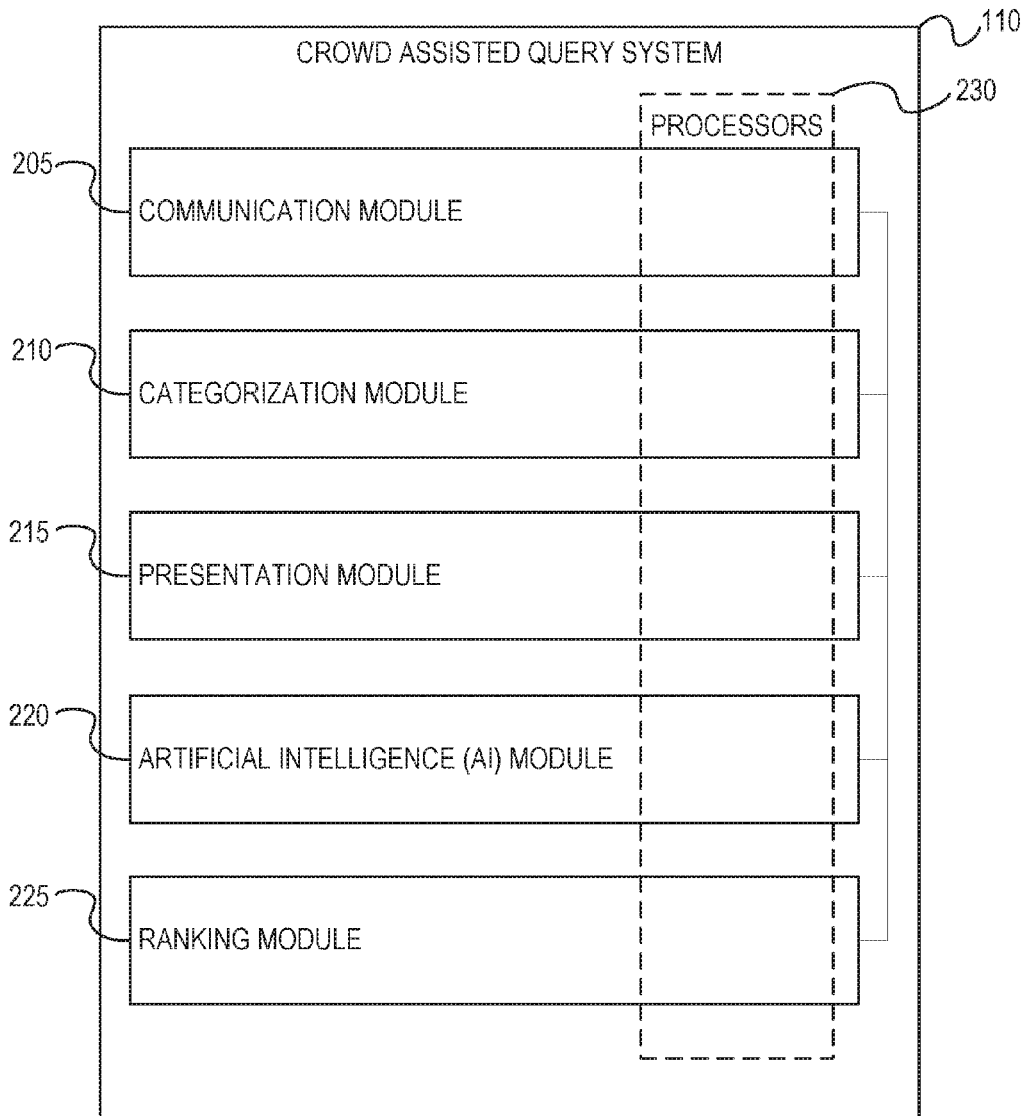 110
CROWD ASSISTED QUERY SYSTEM
230
PROCESSORS
205
COMMUNICATION MODULE
210
CATEGORIZATION MODULE
215
PRESENTATION MODULE
220
ARTIFICIAL INTELLIGENCE (AI) MODULE
225
RANKING MODULE